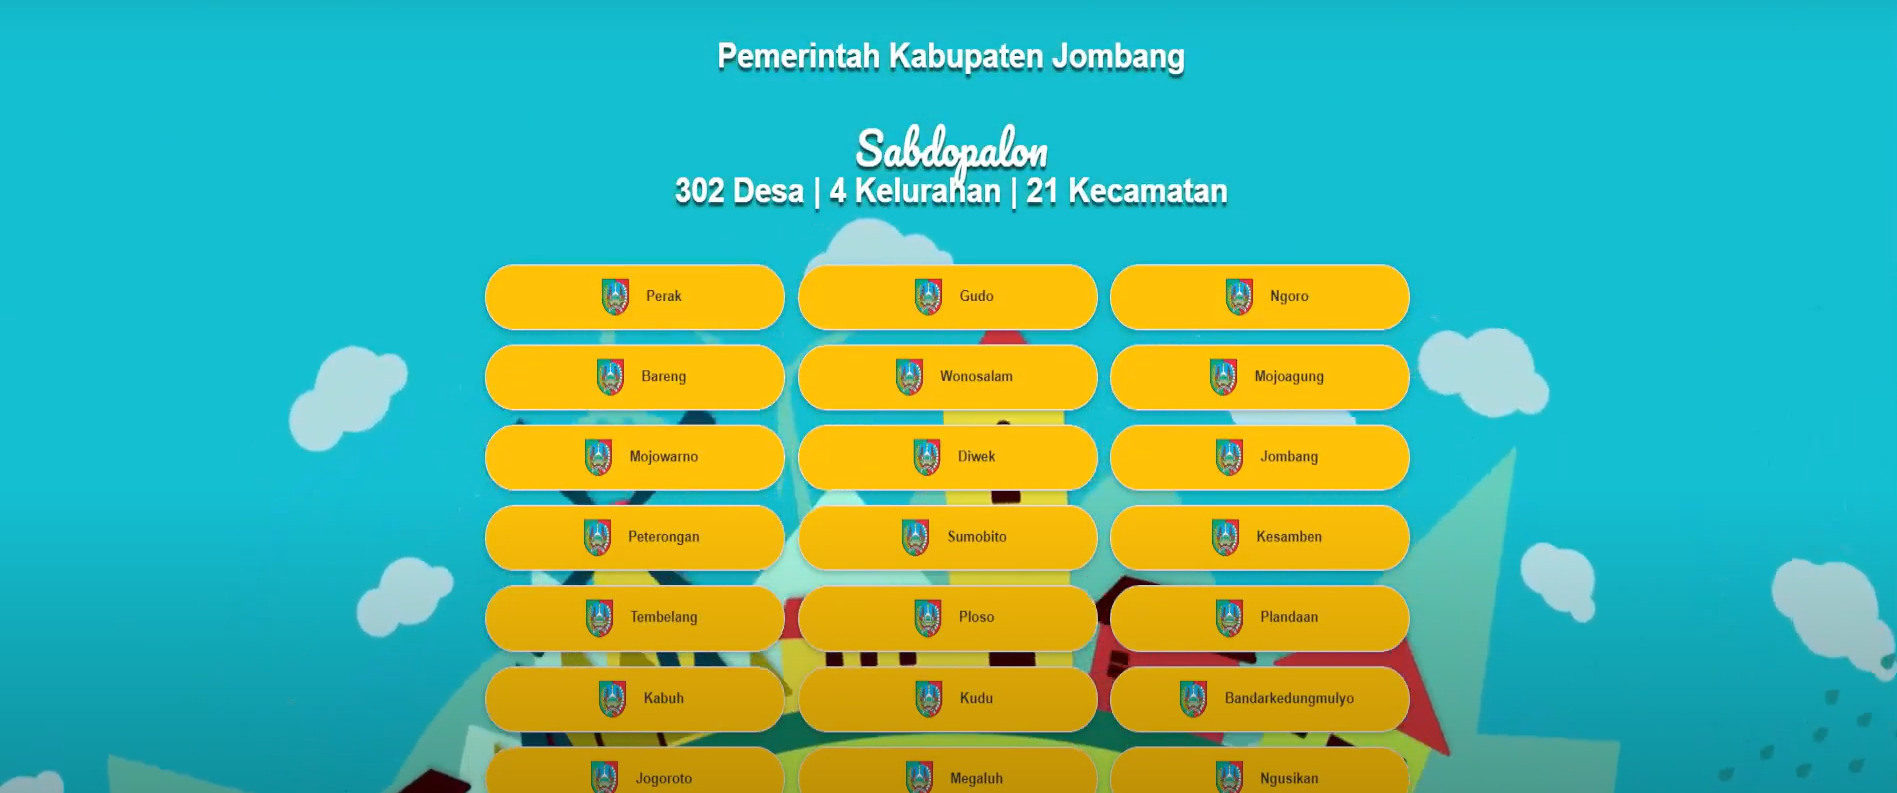 Pemerintah Kabupaten Jombang
Sabdopalon
302 Desa | 4 Kelurahan | 21 Kecamatan
Perak
Gudo
Ngoro
Bareng
Wonosalam
Mojoagung
Mojowarno
Diwek
Jombang
Peterongan
Sumobito
Kesamben
Tembelang
Ploso
Plandaan
Kabuh
Kudu
Bandarkedungmulyo
Jogoroto
Megaluh
Ngusikan